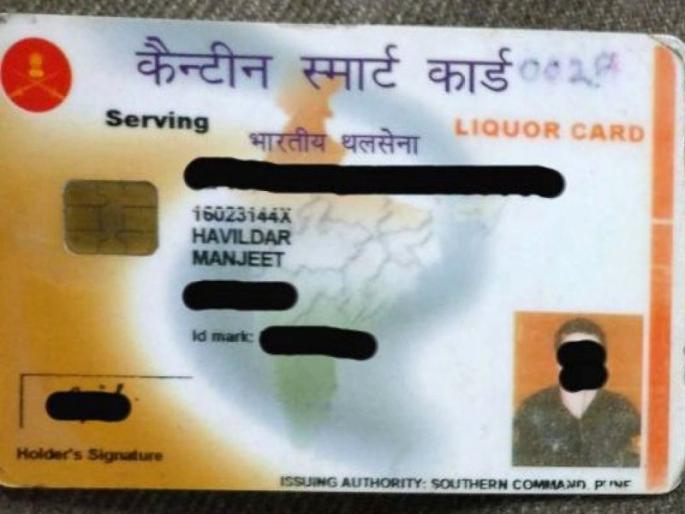 कैन्टीन स्मार्ट कार्ड
Serving
LIQUOR CARD
भारतीय थलसेना
16023144X
HAVILDAR
MANJEET
Id mark:
Holder's Signature
ISSUING AUTHORITY: SOUTHERN COMMAND, PUNE